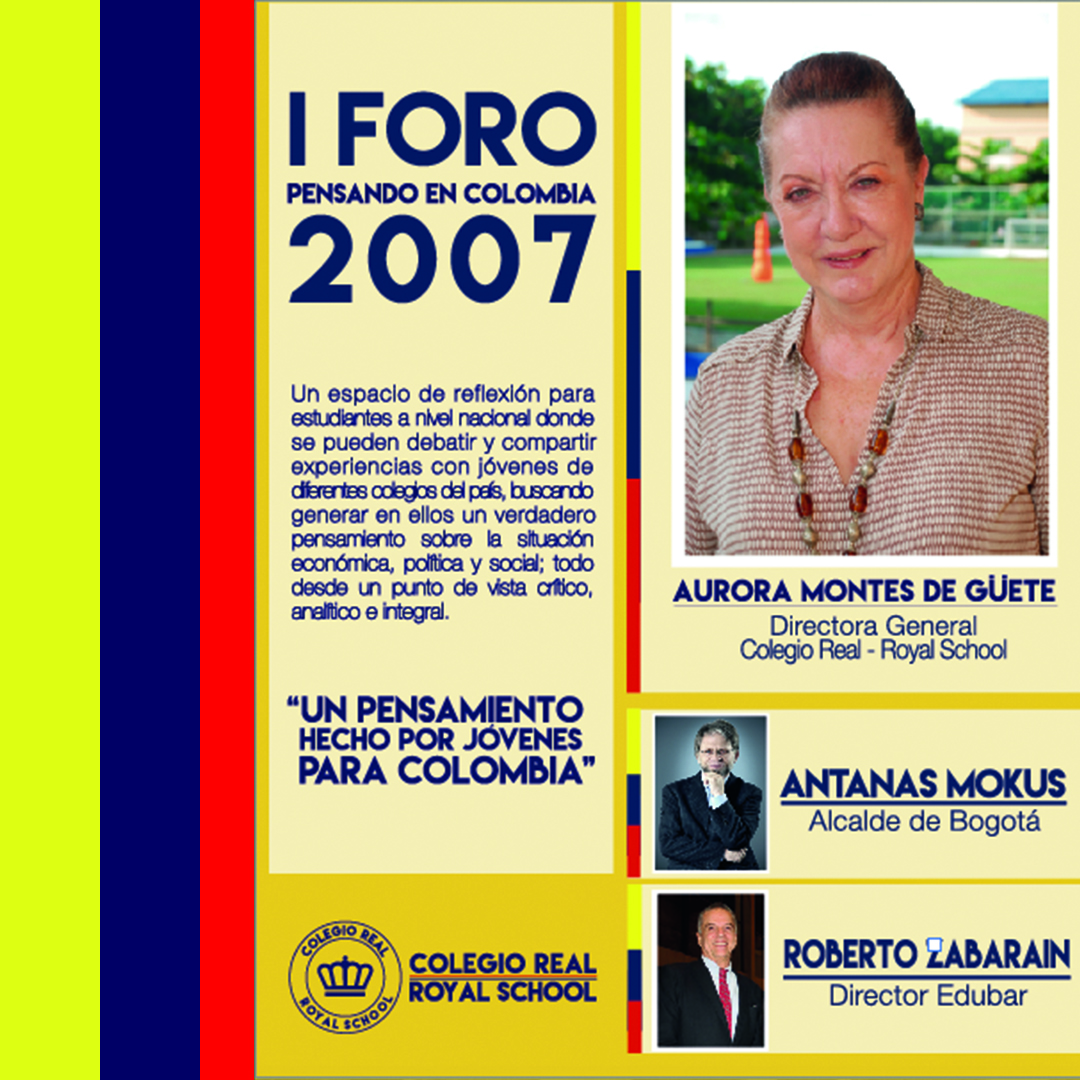 I FORO
PENSANDO EN COLOMBIA
2007
Un espacio de reflexión para
estudiantes a nivel nacional donde
se pueden debatir y compartir
experiencias con jóvenes de
diferentes colegios del país, buscando
generar en ellos un verdadero
pensamiento sobre la situación
económica, política y social; todo
desde un punto de vista crítico,
analítico e integral.
“UN PENSAMIENTO
HECHO POR JÓVENES
PARA COLOMBIA”
COLEGIO REAL
ROYAL SCHOOL
COLEGIO REAL
ROYAL SCHOOL
AURORA MONTES DE GÜETE
Directora General
Colegio Real - Royal School
ANTANAS MOKUS
Alcalde de Bogotá
ROBERTO ZABARAIN
Director Edubar